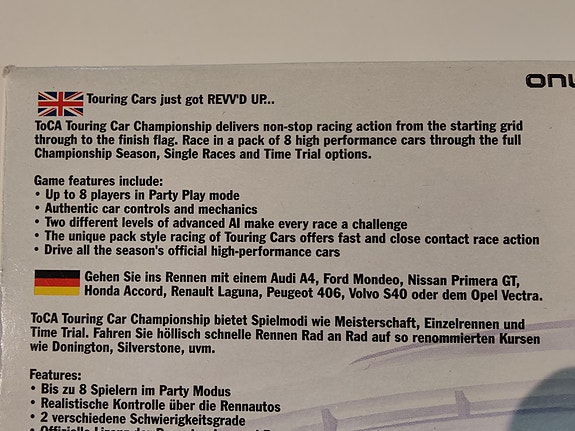 Touring Cars just got REVV'D UP...
ToCA Touring Car Championship delivers non-stop racing action from the starting grid
through to the finish flag. Race in a pack of 8 high performance cars through the full
Championship Season, Single Races and Time Trial options.
Game features include:
• Up to 8 players in Party Play mode
• Authentic car controls and mechanics
• Two different levels of advanced AI make every race a challenge
• The unique pack style racing of Touring Cars offers fast and close contact race action
• Drive all the season's official high-performance cars
Gehen Sie ins Rennen mit einem Audi A4, Ford Mondeo, Nissan Primera GT,
Honda Accord, Renault Laguna, Peugeot 406, Volvo S40 oder dem Opel Vectra.
ToCA Touring Car Championship bietet Spielmodi wie Meisterschaft, Einzelrennen und
Time Trial. Fahren Sie höllisch schnelle Rennen Rad an Rad auf so renommierten Kursen
wie Donington, Silverstone, uvm.
Features:
• Bis zu 8 Spielern im Party Modus
• Realistische Kontrolle über die Rennautos
• 2 verschiedene Schwierigkeitsgrade